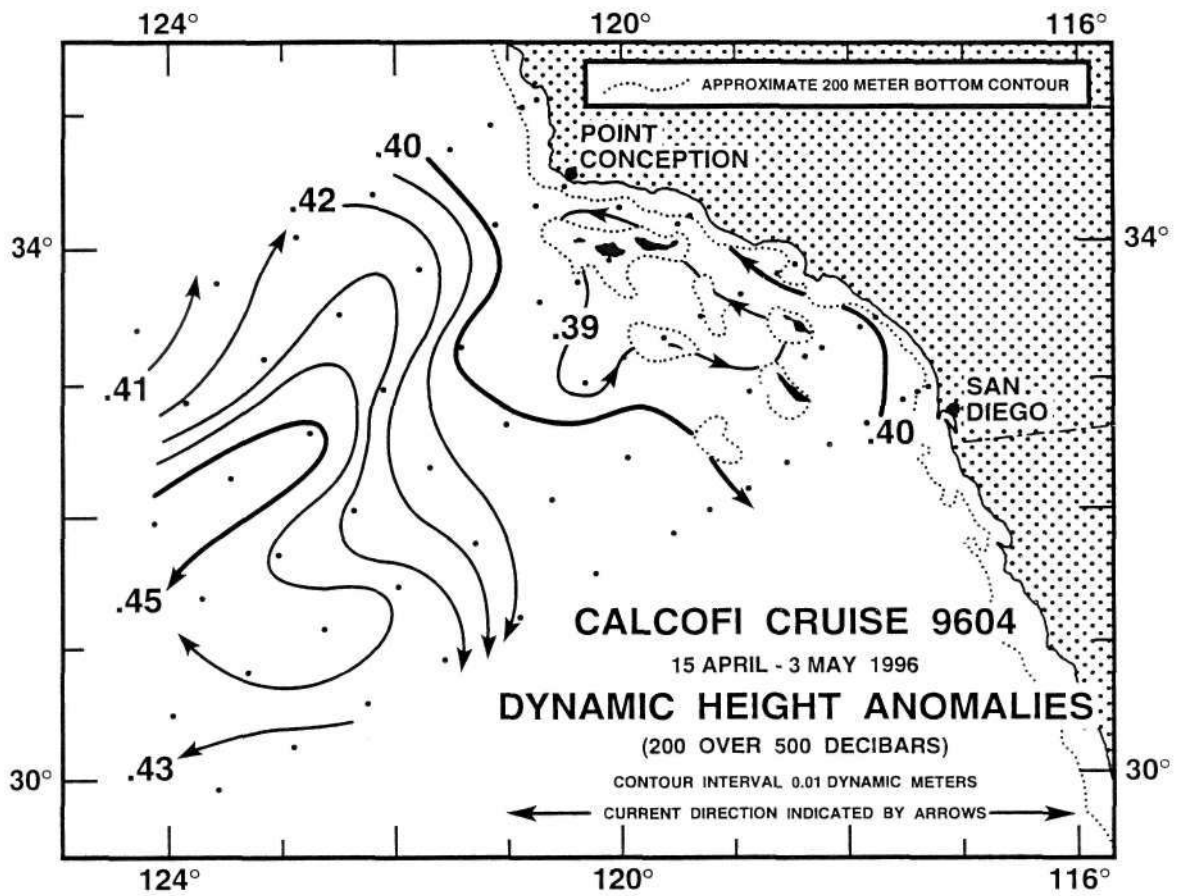 124° 120° 116°
APPROXIMATE 200 METER BOTTOM CONTOUR
POINT
CONCEPTION
.40
.42
34° 34°
.39
.41
SAN
DIEGO
.40
.45
CALCOFI CRUISE 9604
15 APRIL - 3 MAY 1996
DYNAMIC HEIGHT ANOMALIES
(200 OVER 500 DECIBARS)
.43
30° 30°
CONTOUR INTERVAL 0.01 DYNAMIC METERS
CURRENT DIRECTION INDICATED BY ARROWS
124° 120° 116°